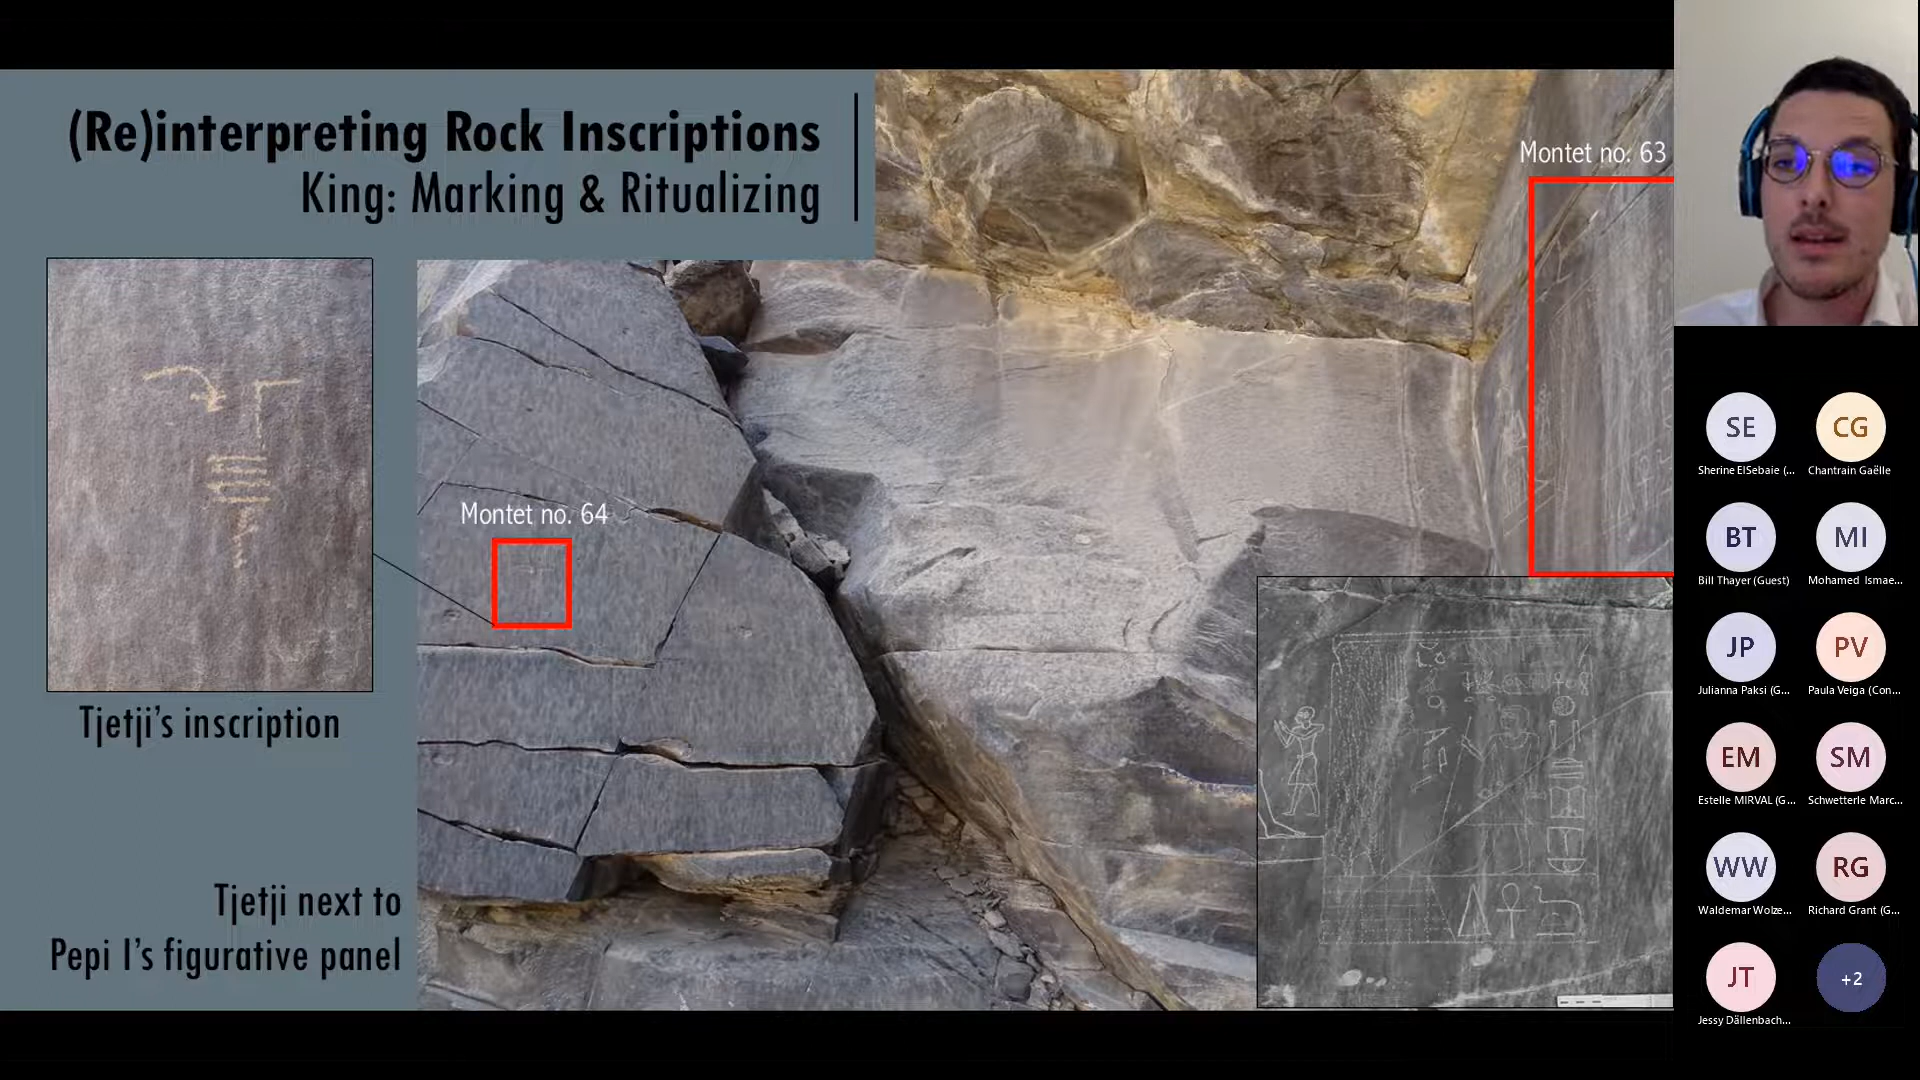 (Re)interpreting Rock Inscriptions
King: Marking & Ritualizing
Montet no. 63
Montet no. 64
Tjetji's inscription
Tjetji next to
Pepi I's figurative panel
SE
Sherine ElSebaie (...
CG
Chantrain Gaëlle
BT
Bill Thayer (Guest)
MI
Mohamed Ismae...
JP
Julianna Paksi (G...
PV
Paula Veiga (Con...
EM
Estelle MIRVAL (G...
SM
Schwetterle Marc...
WW
Waldemar Wolze...
RG
Richard Grant (G...
JT
Jessy Dällenbach...
+2